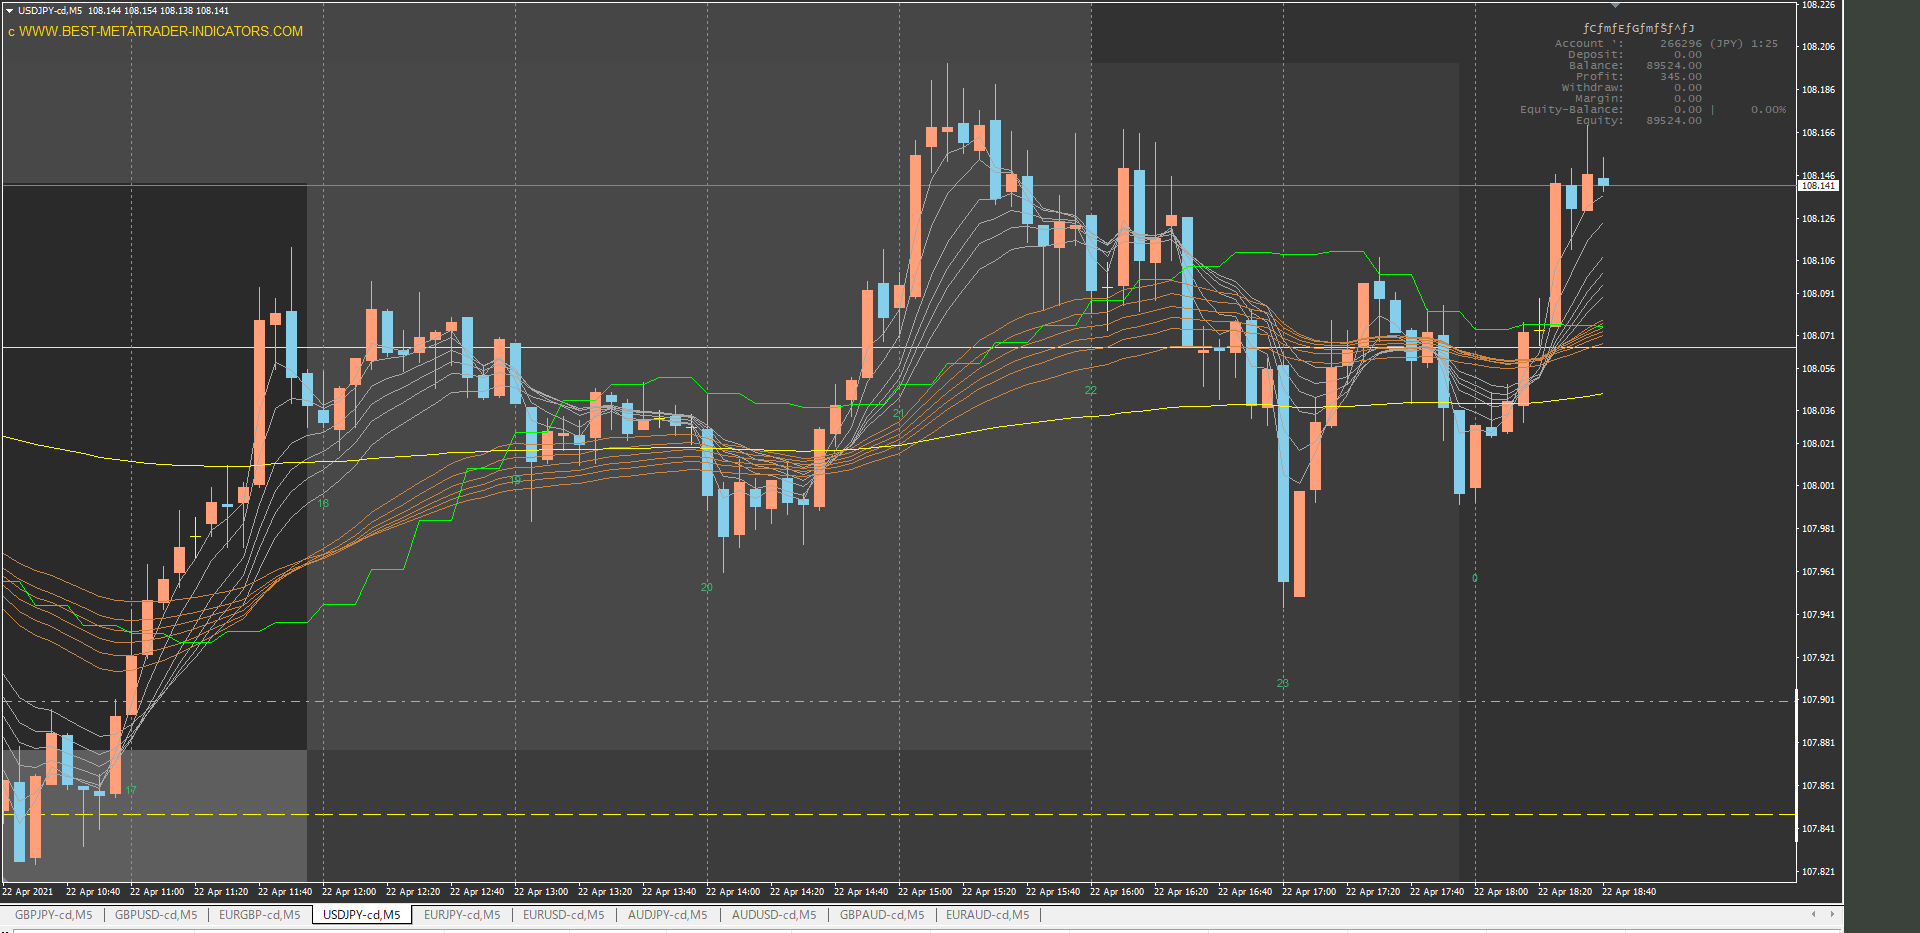 USDJPY-cd,M5 108.144 108.154 108.138 108.141
c WWW.BEST-METATRADER-INDICATORS.COM
ƒCƒmƒEƒGƒmƒŠƒ^ƒJ
Account ': 266296 (JPY) 1:25
Deposit: 0.00
Balance: 89524.00
Profit: 345.00
Withdraw: 0.00
Margin: 0.00
Equity-Balance: 0.00 | 0.00%
Equity: 89524.00
108.226
108.206
108.186
108.166
108.146
108.141
108.126
108.106
108.091
108.071
108.056
108.036
108.021
108.001
107.981
107.961
107.941
107.921
107.901
107.881
107.861
107.841
107.821
17
18
19
20
21
22
23
0
22 Apr 2021 22 Apr 10:40 22 Apr 11:00 22 Apr 11:20 22 Apr 11:40 22 Apr 12:00 22 Apr 12:20 22 Apr 12:40 22 Apr 13:00 22 Apr 13:20 22 Apr 13:40 22 Apr 14:00 22 Apr 14:20 22 Apr 14:40 22 Apr 15:00 22 Apr 15:20 22 Apr 15:40 22 Apr 16:00 22 Apr 16:20 22 Apr 16:40 22 Apr 17:00 22 Apr 17:20 22 Apr 17:40 22 Apr 18:00 22 Apr 18:20 22 Apr 18:40
GBPJPY-cd,M5 GBPUSD-cd,M5 EURGBP-cd,M5 USDJPY-cd,M5 EURJPY-cd,M5 EURUSD-cd,M5 AUDJPY-cd,M5 AUDUSD-cd,M5 GBPAUD-cd,M5 EURAUD-cd,M5